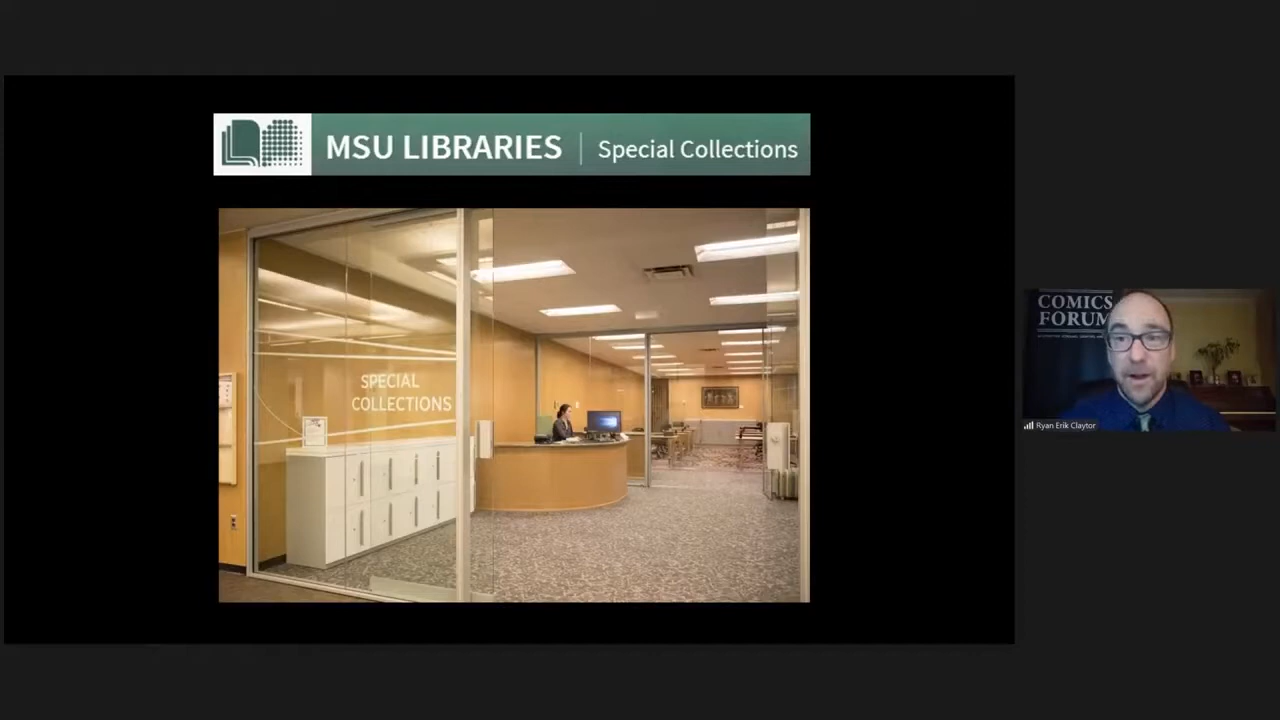 MSU LIBRARIES | Special Collections
SPECIAL
COLLECTIONS
COMICS
FORUM
Ryan Erik Claytor